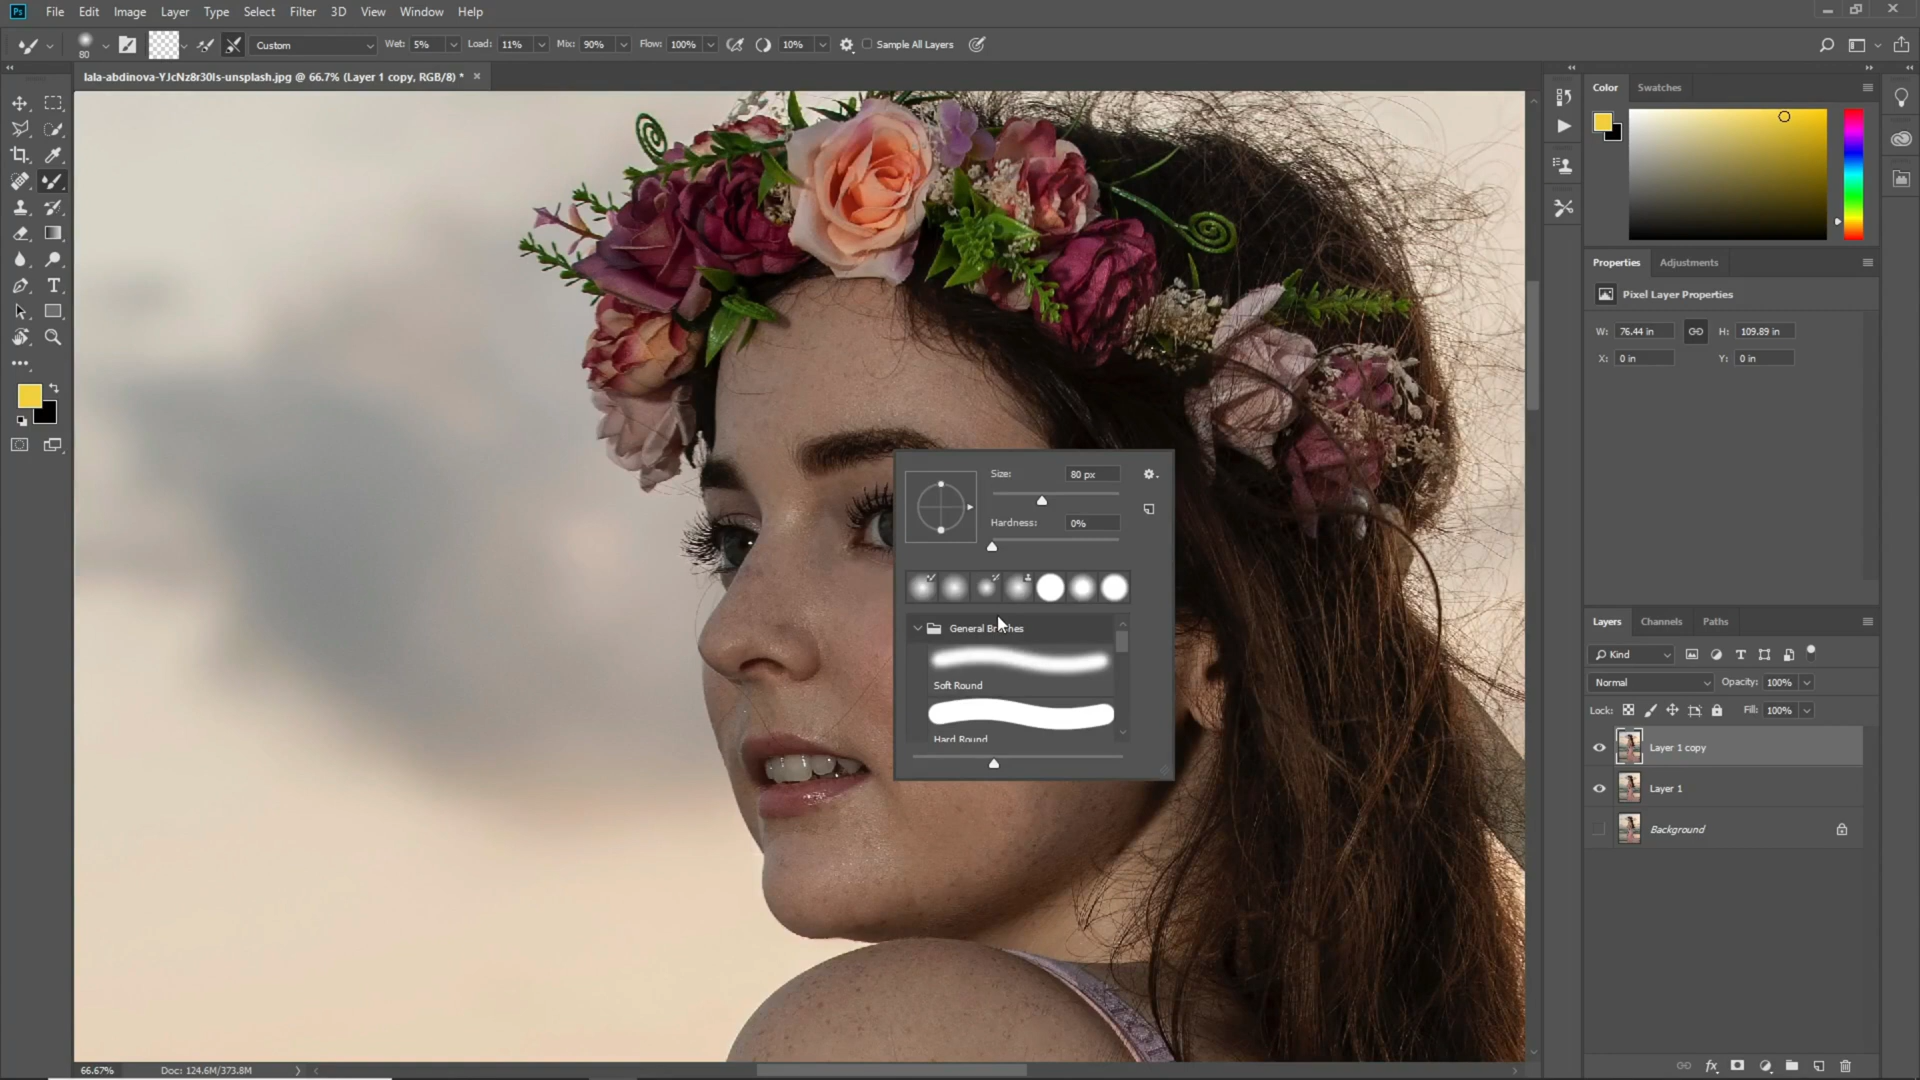 Ps File Edit Image Layer Type Select Filter 3D View Window Help
80 Custom Wet: 5% Load: 11% Mix: 90% Flow: 100% 10% Sample All Layers
lala-abdinova-YJcNz8r30Is-unsplash.jpg @ 66.7% (Layer 1 copy, RGB/8) *
Color Swatches
Properties Adjustments
Pixel Layer Properties
W: 76.44 in H: 109.89 in
X: 0 in Y: 0 in
Size: 80 px
Hardness: 0%
General Brushes
Soft Round
Hard Round
Layers Channels Paths
Kind
Normal Opacity: 100%
Lock: Fill: 100%
Layer 1 copy
Layer 1
Background
66.67% Doc: 124.6M/373.8M